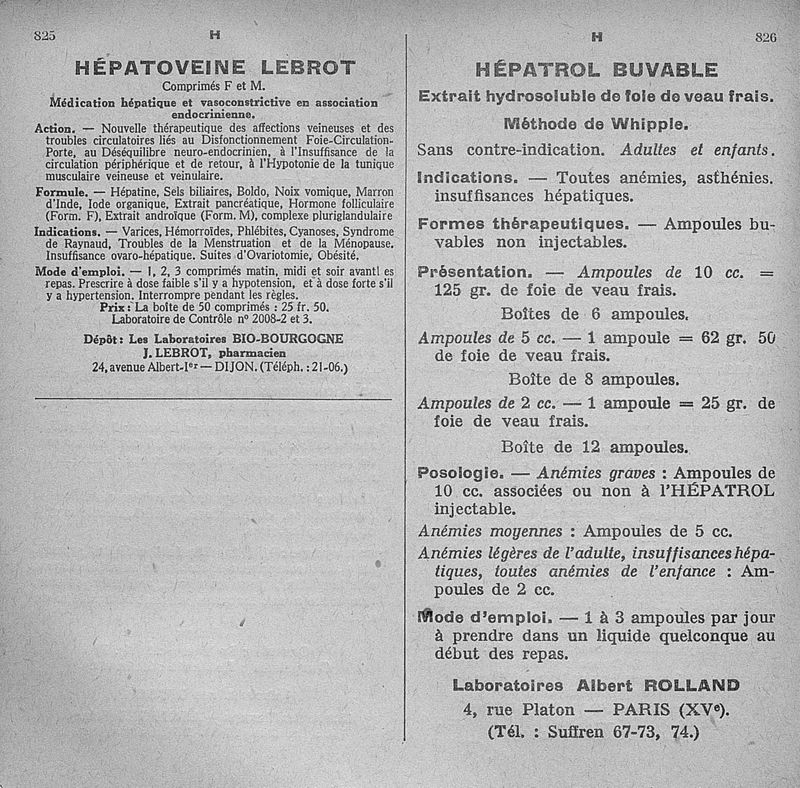 825
H
HÉPATOVEINE LEBROT
Comprimés F et M.
Médication hépatique et vasoconstrictive en association
endocrinienne.
Action. — Nouvelle thérapeutique des affections veineuses et des
troubles circulatoires liés au Disfonctionnement Foie-Circulation-
Porte, au Déséquilibre neuro-endocrinien, à l'Insuffisance de la
circulation périphérique et de retour, à l'Hypotonie de la tunique
musculaire veineuse et veinulaire.
Formule. — Hépatine, Sels biliaires, Boldo, Noix vomique, Marron
d'Inde, Iode organique, Extrait pancréatique, Hormone folliculaire
(Form. F), Extrait androïque (Form. M), complexe pluriglandulaire
Indications. — Varices, Hémorroïdes, Phlébites, Cyanoses, Syndrome
de Raynaud, Troubles de la Menstruation et de la Ménopause.
Insuffisance ovaro-hépatique. Suites d'Ovariotomie, Obésité.
Mode d'emploi. — 1, 2, 3 comprimés matin, midi et soir avantl es
repas. Prescrire à dose faible s'il y a hypotension, et à dose forte s'il
y a hypertension. Interrompre pendant les règles.
Prix : La boîte de 50 comprimés : 25 fr. 50.
Laboratoire de Contrôle nº 2008-2 et 3.
Dépôt : Les Laboratoires BIO-BOURGOGNE
J. LEBROT, pharmacien
24, avenue Albert-Iᵉʳ — DIJON. (Téléph. : 21-06.)
H
826
HÉPATROL BUVABLE
Extrait hydrosoluble de foie de veau frais.
Méthode de Whipple.
Sans contre-indication. Adultes et enfants.
Indications. — Toutes anémies, asthénies.
insuffisances hépatiques.
Formes thérapeutiques. — Ampoules bu-
vables non injectables.
Présentation. — Ampoules de 10 cc. =
125 gr. de foie de veau frais.
Boîtes de 6 ampoules.
Ampoules de 5 cc. — 1 ampoule = 62 gr. 50
de foie de veau frais.
Boîte de 8 ampoules.
Ampoules de 2 cc. — 1 ampoule = 25 gr. de
foie de veau frais.
Boîte de 12 ampoules.
Posologie. — Anémies graves : Ampoules de
10 cc. associées ou non à l'HÉPATROL
injectable.
Anémies moyennes : Ampoules de 5 cc.
Anémies légères de l'adulte, insuffisances hépa-
tiques, toutes anémies de l'enfance : Am-
poules de 2 cc.
Mode d'emploi. — 1 à 3 ampoules par jour
à prendre dans un liquide quelconque au
début des repas.
Laboratoires Albert ROLLAND
4, rue Platon — PARIS (XVᵉ).
(Tél. : Suffren 67-73, 74.)